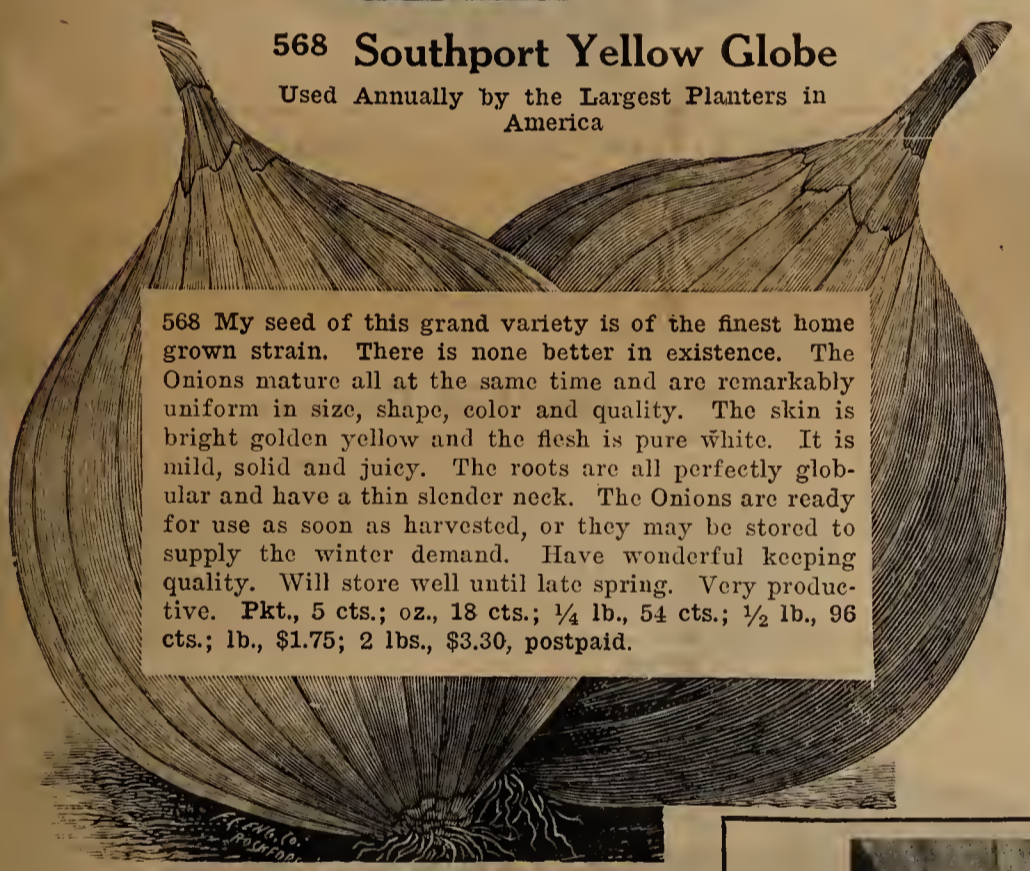 568 Southport Yellow Globe
Used Annually by the Largest Planters in
America
568 My seed of this grand variety is of the finest home
grown strain. There is none better in existence. The
Onions mature all at the same time and are remarkably
uniform in size, shape, color and quality. The skin is
bright golden yellow and the flesh is pure white. It is
mild, solid and juicy. The roots are all perfectly glob-
ular and have a thin slender neck. The Onions are ready
for use as soon as harvested, or they may be stored to
supply the winter demand. Have wonderful keeping
quality. Will store well until late spring. Very produc-
tive. Pkt., 5 cts.; oz., 18 cts.; ¼ lb., 54 cts.; ½ lb., 96
cts.; lb., $1.75; 2 lbs., $3.30, postpaid.
ENG. CO.